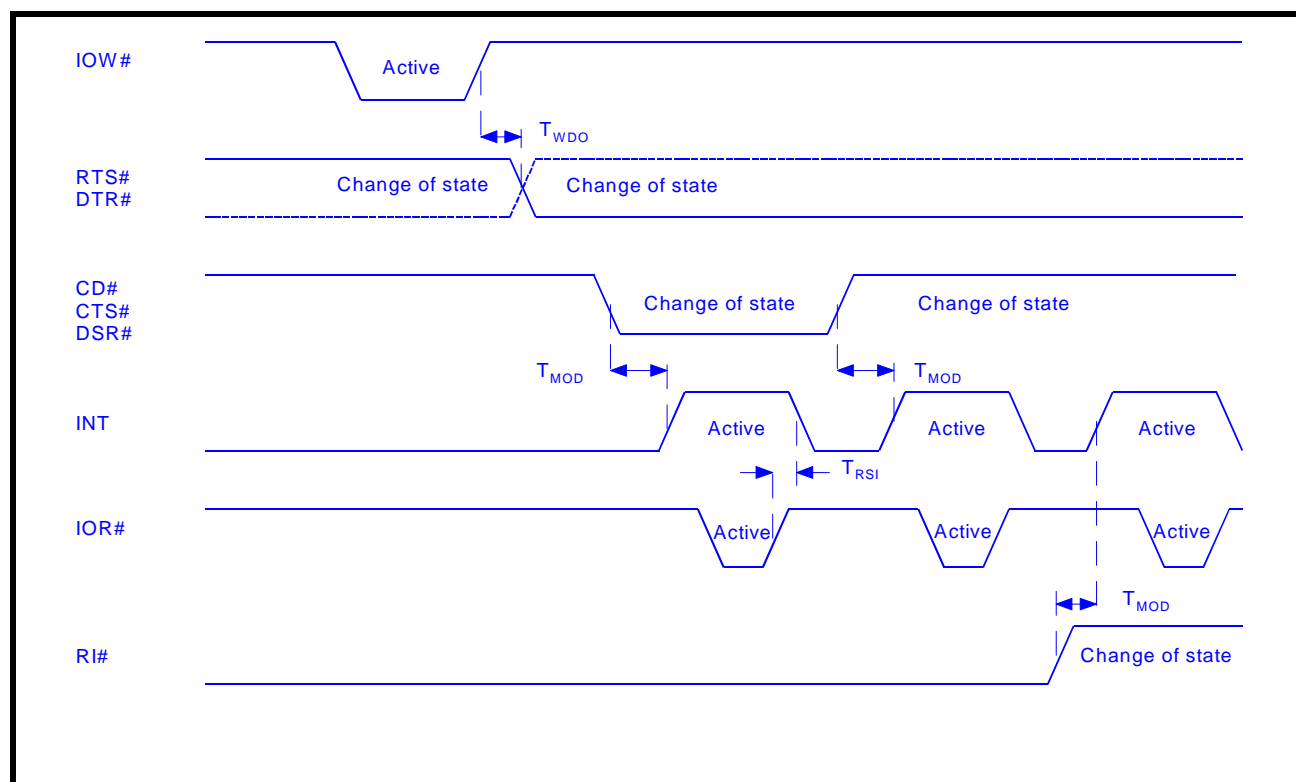 IOW#
Active
TWDO
RTS#
DTR#
Change of state
Change of state
CD#
CTS#
DSR#
Change of state
Change of state
TMOD
TMOD
INT
Active
Active
Active
TRSI
IOR#
Active
Active
Active
TMOD
RI#
Change of state